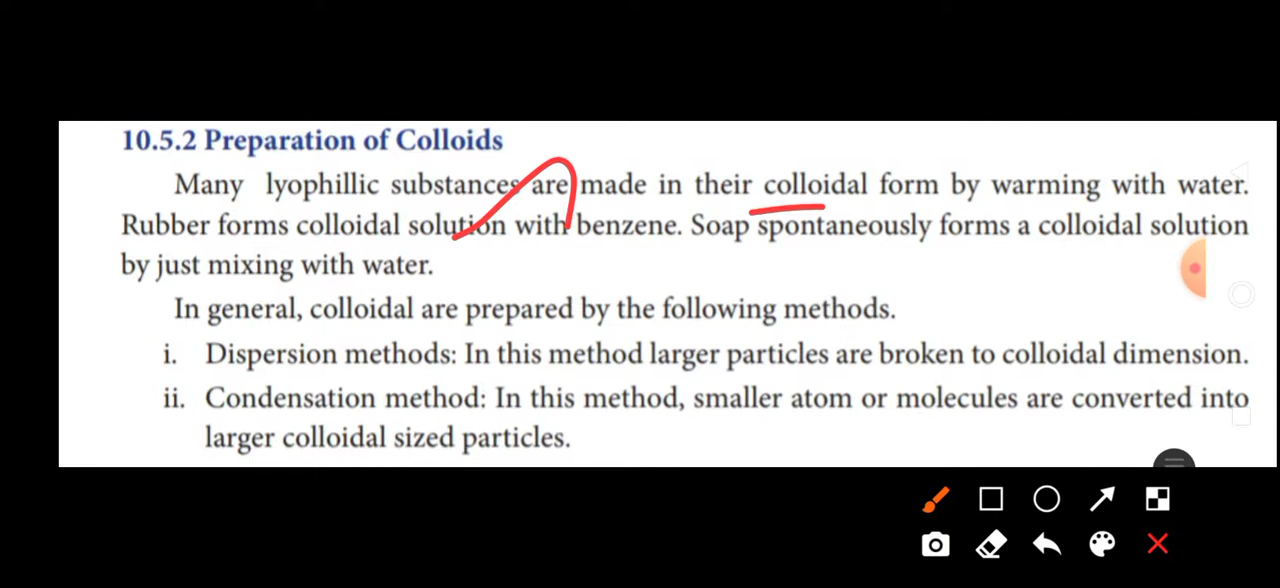 10.5.2 Preparation of Colloids
Many lyophillic substances are made in their colloidal form by warming with water.
Rubber forms colloidal solution with benzene. Soap spontaneously forms a colloidal solution
by just mixing with water.
In general, colloidal are prepared by the following methods.
i. Dispersion methods: In this method larger particles are broken to colloidal dimension.
ii. Condensation method: In this method, smaller atom or molecules are converted into
larger colloidal sized particles.